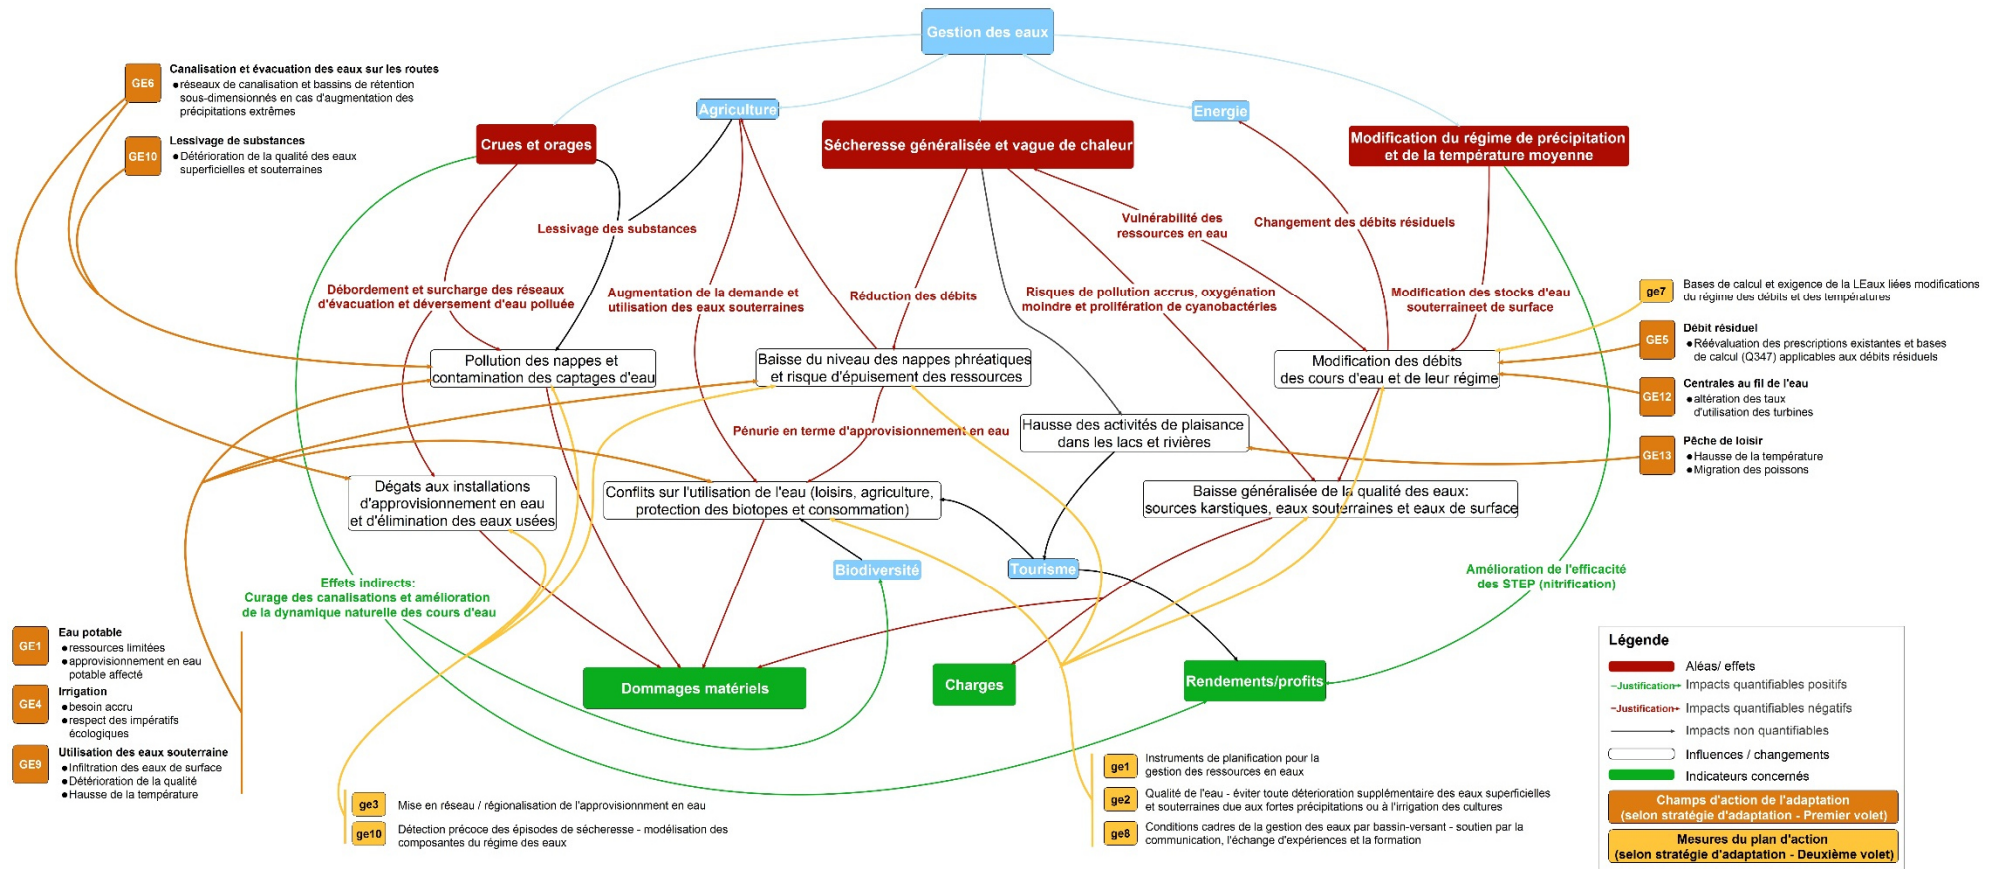 Gestion des eaux
GE6
Canalisation et évacuation des eaux sur les routes
●réseaux de canalisation et bassins de rétention
sous-dimensionnés en cas d'augmentation des
précipitations extrêmes
GE10
Lessivage de substances
●Détérioration de la qualité des eaux
superficielles et souterraines
Agriculture
Energie
Crues et orages
Sécheresse généralisée et vague de chaleur
Modification du régime de précipitation
et de la température moyenne
Lessivage des substances
Vulnérabilité des
ressources en eau
Changement des débits résiduels
Débordement et surcharge des réseaux
d'évacuation et déversement d'eau polluée
Augmentation de la demande et
utilisation des eaux souterraines
Réduction des débits
Risques de pollution accrus, oxygénation
moindre et prolifération de cyanobactéries
Modification des stocks d'eau
souterraineet de surface
ge7
Bases de calcul et exigence de la LEaux liées modifications
du régime des débits et des températures
GE5
Débit résiduel
●Réévaluation des prescriptions existantes et bases
de calcul (Q347) applicables aux débits résiduels
GE12
Centrales au fil de l'eau
●altération des taux
d'utilisation des turbines
GE13
Pêche de loisir
●Hausse de la température
●Migration des poissons
Pollution des nappes et
contamination des captages d'eau
Baisse du niveau des nappes phréatiques
et risque d'épuisement des ressources
Modification des débits
des cours d'eau et de leur régime
Pénurie en terme d'approvisionnement en eau
Hausse des activités de plaisance
dans les lacs et rivières
Dégats aux installations
d'approvisionnement en eau
et d'élimination des eaux usées
Conflits sur l'utilisation de l'eau (loisirs, agriculture,
protection des biotopes et consommation)
Baisse généralisée de la qualité des eaux:
sources karstiques, eaux souterraines et eaux de surface
Biodiversité
Tourisme
Effets indirects:
Curage des canalisations et amélioration
de la dynamique naturelle des cours d'eau
Amélioration de l'efficacité
des STEP (nitrification)
GE1
Eau potable
●ressources limitées
●approvisionnement en eau
potable affecté
GE4
Irrigation
●besoin accru
●respect des impératifs
écologiques
GE9
Utilisation des eaux souterraine
●Infiltration des eaux de surface
●Détérioration de la qualité
●Hausse de la température
Dommages matériels
Charges
Rendements/profits
ge3
Mise en réseau / régionalisation de l'approvisionnment en eau
ge10
Détection précoce des épisodes de sécheresse - modélisation des
composantes du régime des eaux
ge1
Instruments de planification pour la
gestion des ressources en eaux
ge2
Qualité de l'eau - éviter toute déterioration supplémentaire des eaux superficielles
et souterraines due aux fortes précipitations ou à l'irrigation des cultures
ge8
Conditions cadres de la gestion des eaux par bassin-versant - soutien par la
communication, l'échange d'expériences et la formation
Légende
Aléas/ effets
Justification
Impacts quantifiables positifs
Justification
Impacts quantifiables négatifs
Impacts non quantifiables
Influences / changements
Indicateurs concernés
Champs d'action de l'adaptation
(selon stratégie d'adaptation - Premier volet)
Mesures du plan d'action
(selon stratégie d'adaptation - Deuxième volet)